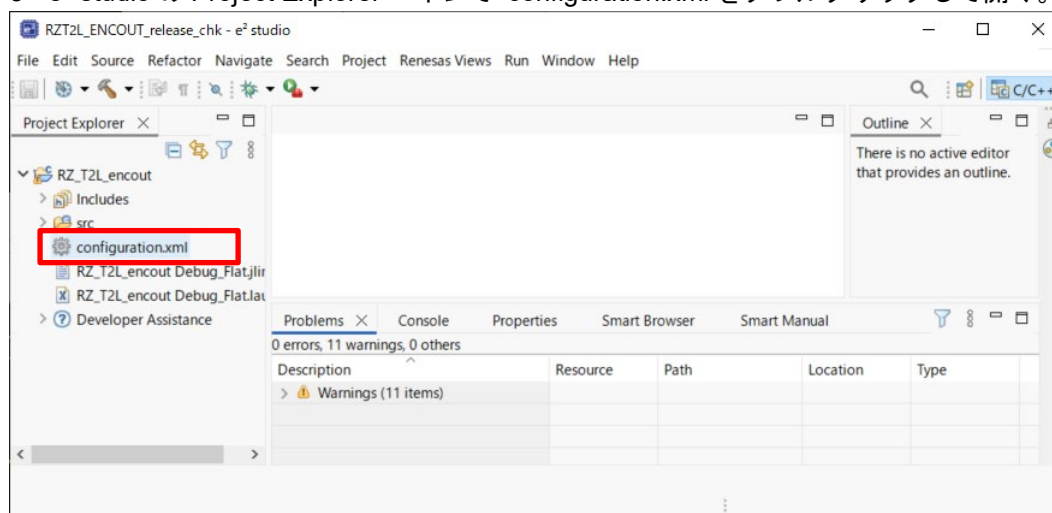 RZT2L_ENCOUT_release_chk - e² studio
File Edit Source Refactor Navigate Search Project Renesas Views Run Window Help
C/C++
Project Explorer
Outline
There is no active editor that provides an outline.
RZ_T2L_encout
Includes
src
configuration.xml
RZ_T2L_encout Debug_Flat.jlin
RZ_T2L_encout Debug_Flat.lau
Developer Assistance
Problems Console Properties Smart Browser Smart Manual
0 errors, 11 warnings, 0 others
Description Resource Path Location Type
Warnings (11 items)